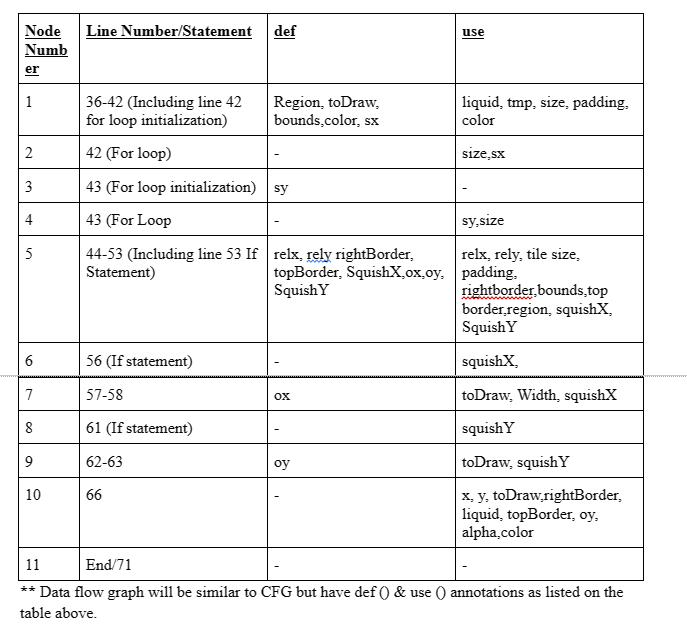 Node Numb er | Line Number/Statement | def | use
1 | 36-42 (Including line 42 for loop initialization) | Region, toDraw, bounds,color, sx | liquid, tmp, size, padding, color
2 | 42 (For loop) | - | size,sx
3 | 43 (For loop initialization) | sy | -
4 | 43 (For Loop | - | sy,size
5 | 44-53 (Including line 53 If Statement) | relx, rely rightBorder, topBorder, SquishX,ox,oy, SquishY | relx, rely, tile size, padding, rightborder,bounds,top border,region, squishX, SquishY
6 | 56 (If statement) | - | squishX,
7 | 57-58 | ox | toDraw, Width, squishX
8 | 61 (If statement) | - | squishY
9 | 62-63 | oy | toDraw, squishY
10 | 66 | - | x, y, toDraw,rightBorder, liquid, topBorder, oy, alpha,color
11 | End/71 | - | -
** Data flow graph will be similar to CFG but have def () & use () annotations as listed on the
table above.